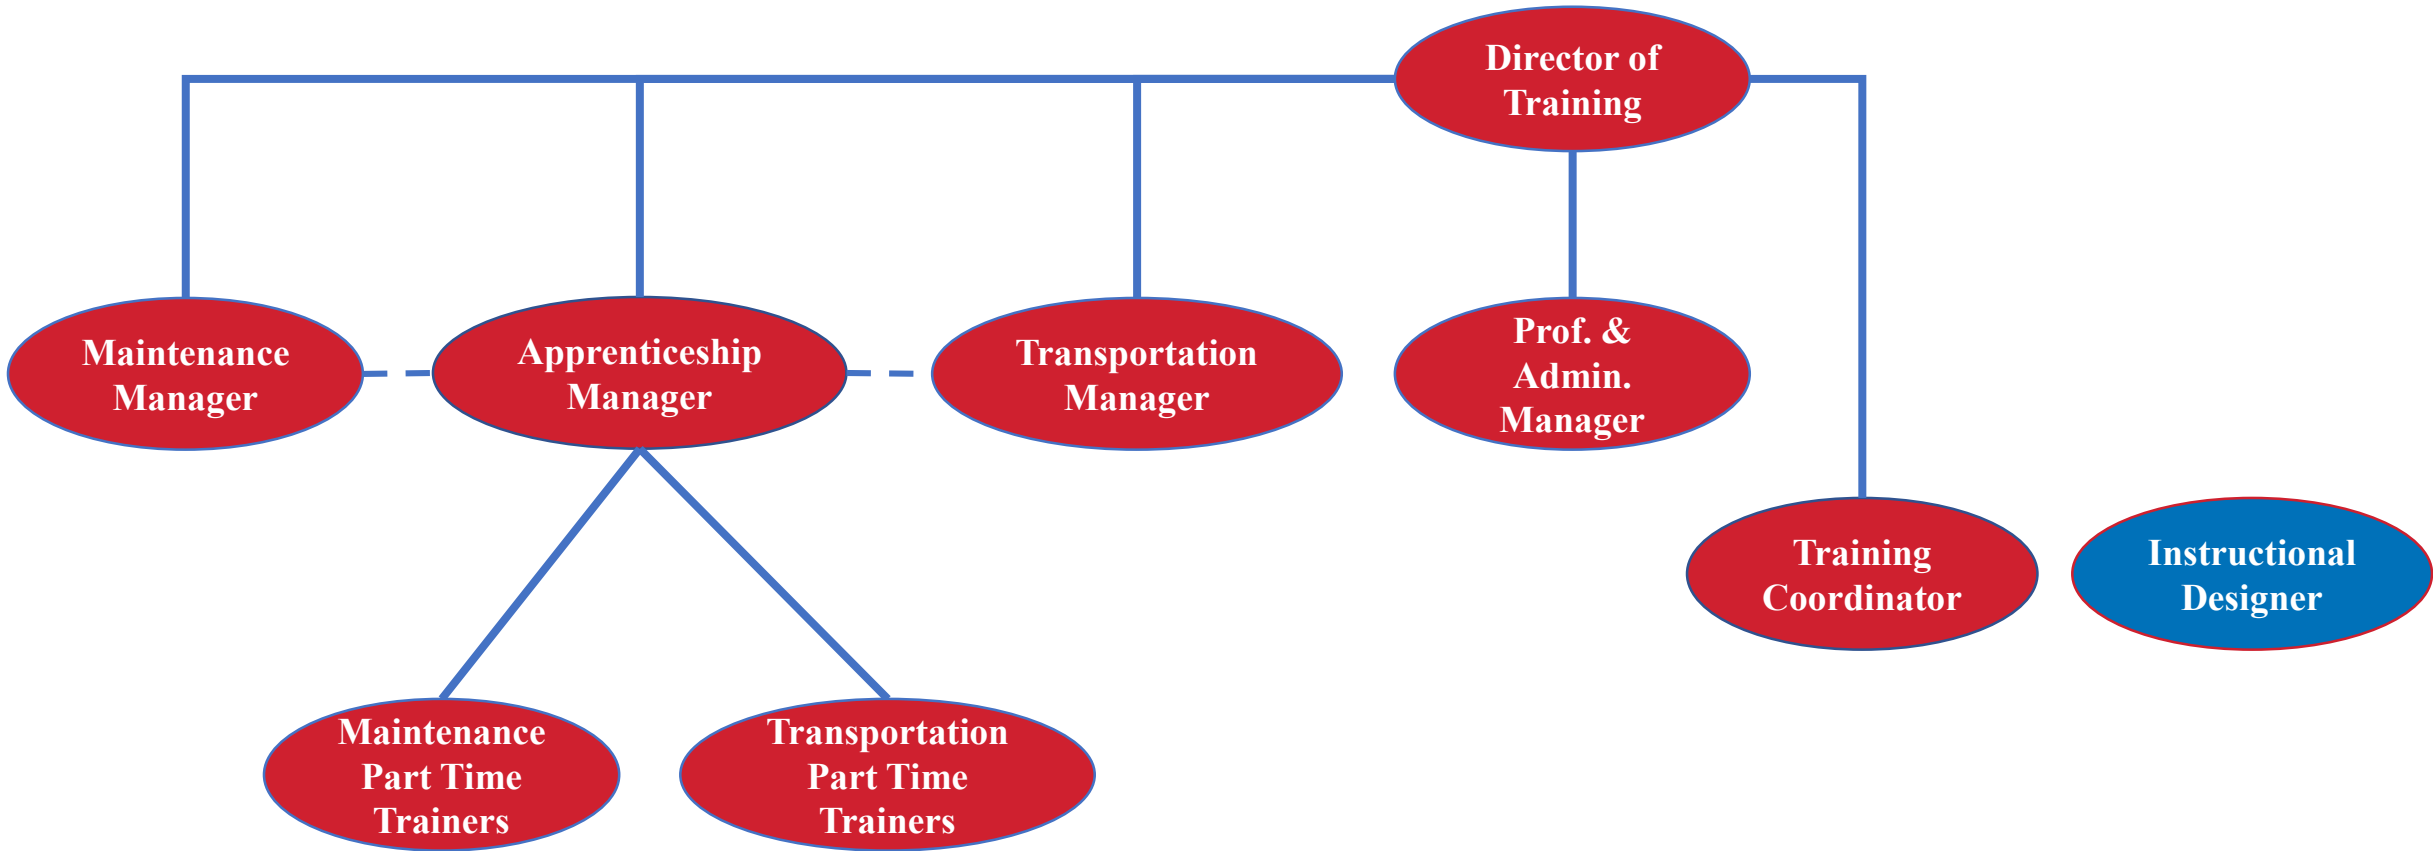 Director of
Training
Maintenance
Manager
Apprenticeship
Manager
Transportation
Manager
Prof. &
Admin.
Manager
Training
Coordinator
Instructional
Designer
Maintenance
Part Time
Trainers
Transportation
Part Time
Trainers